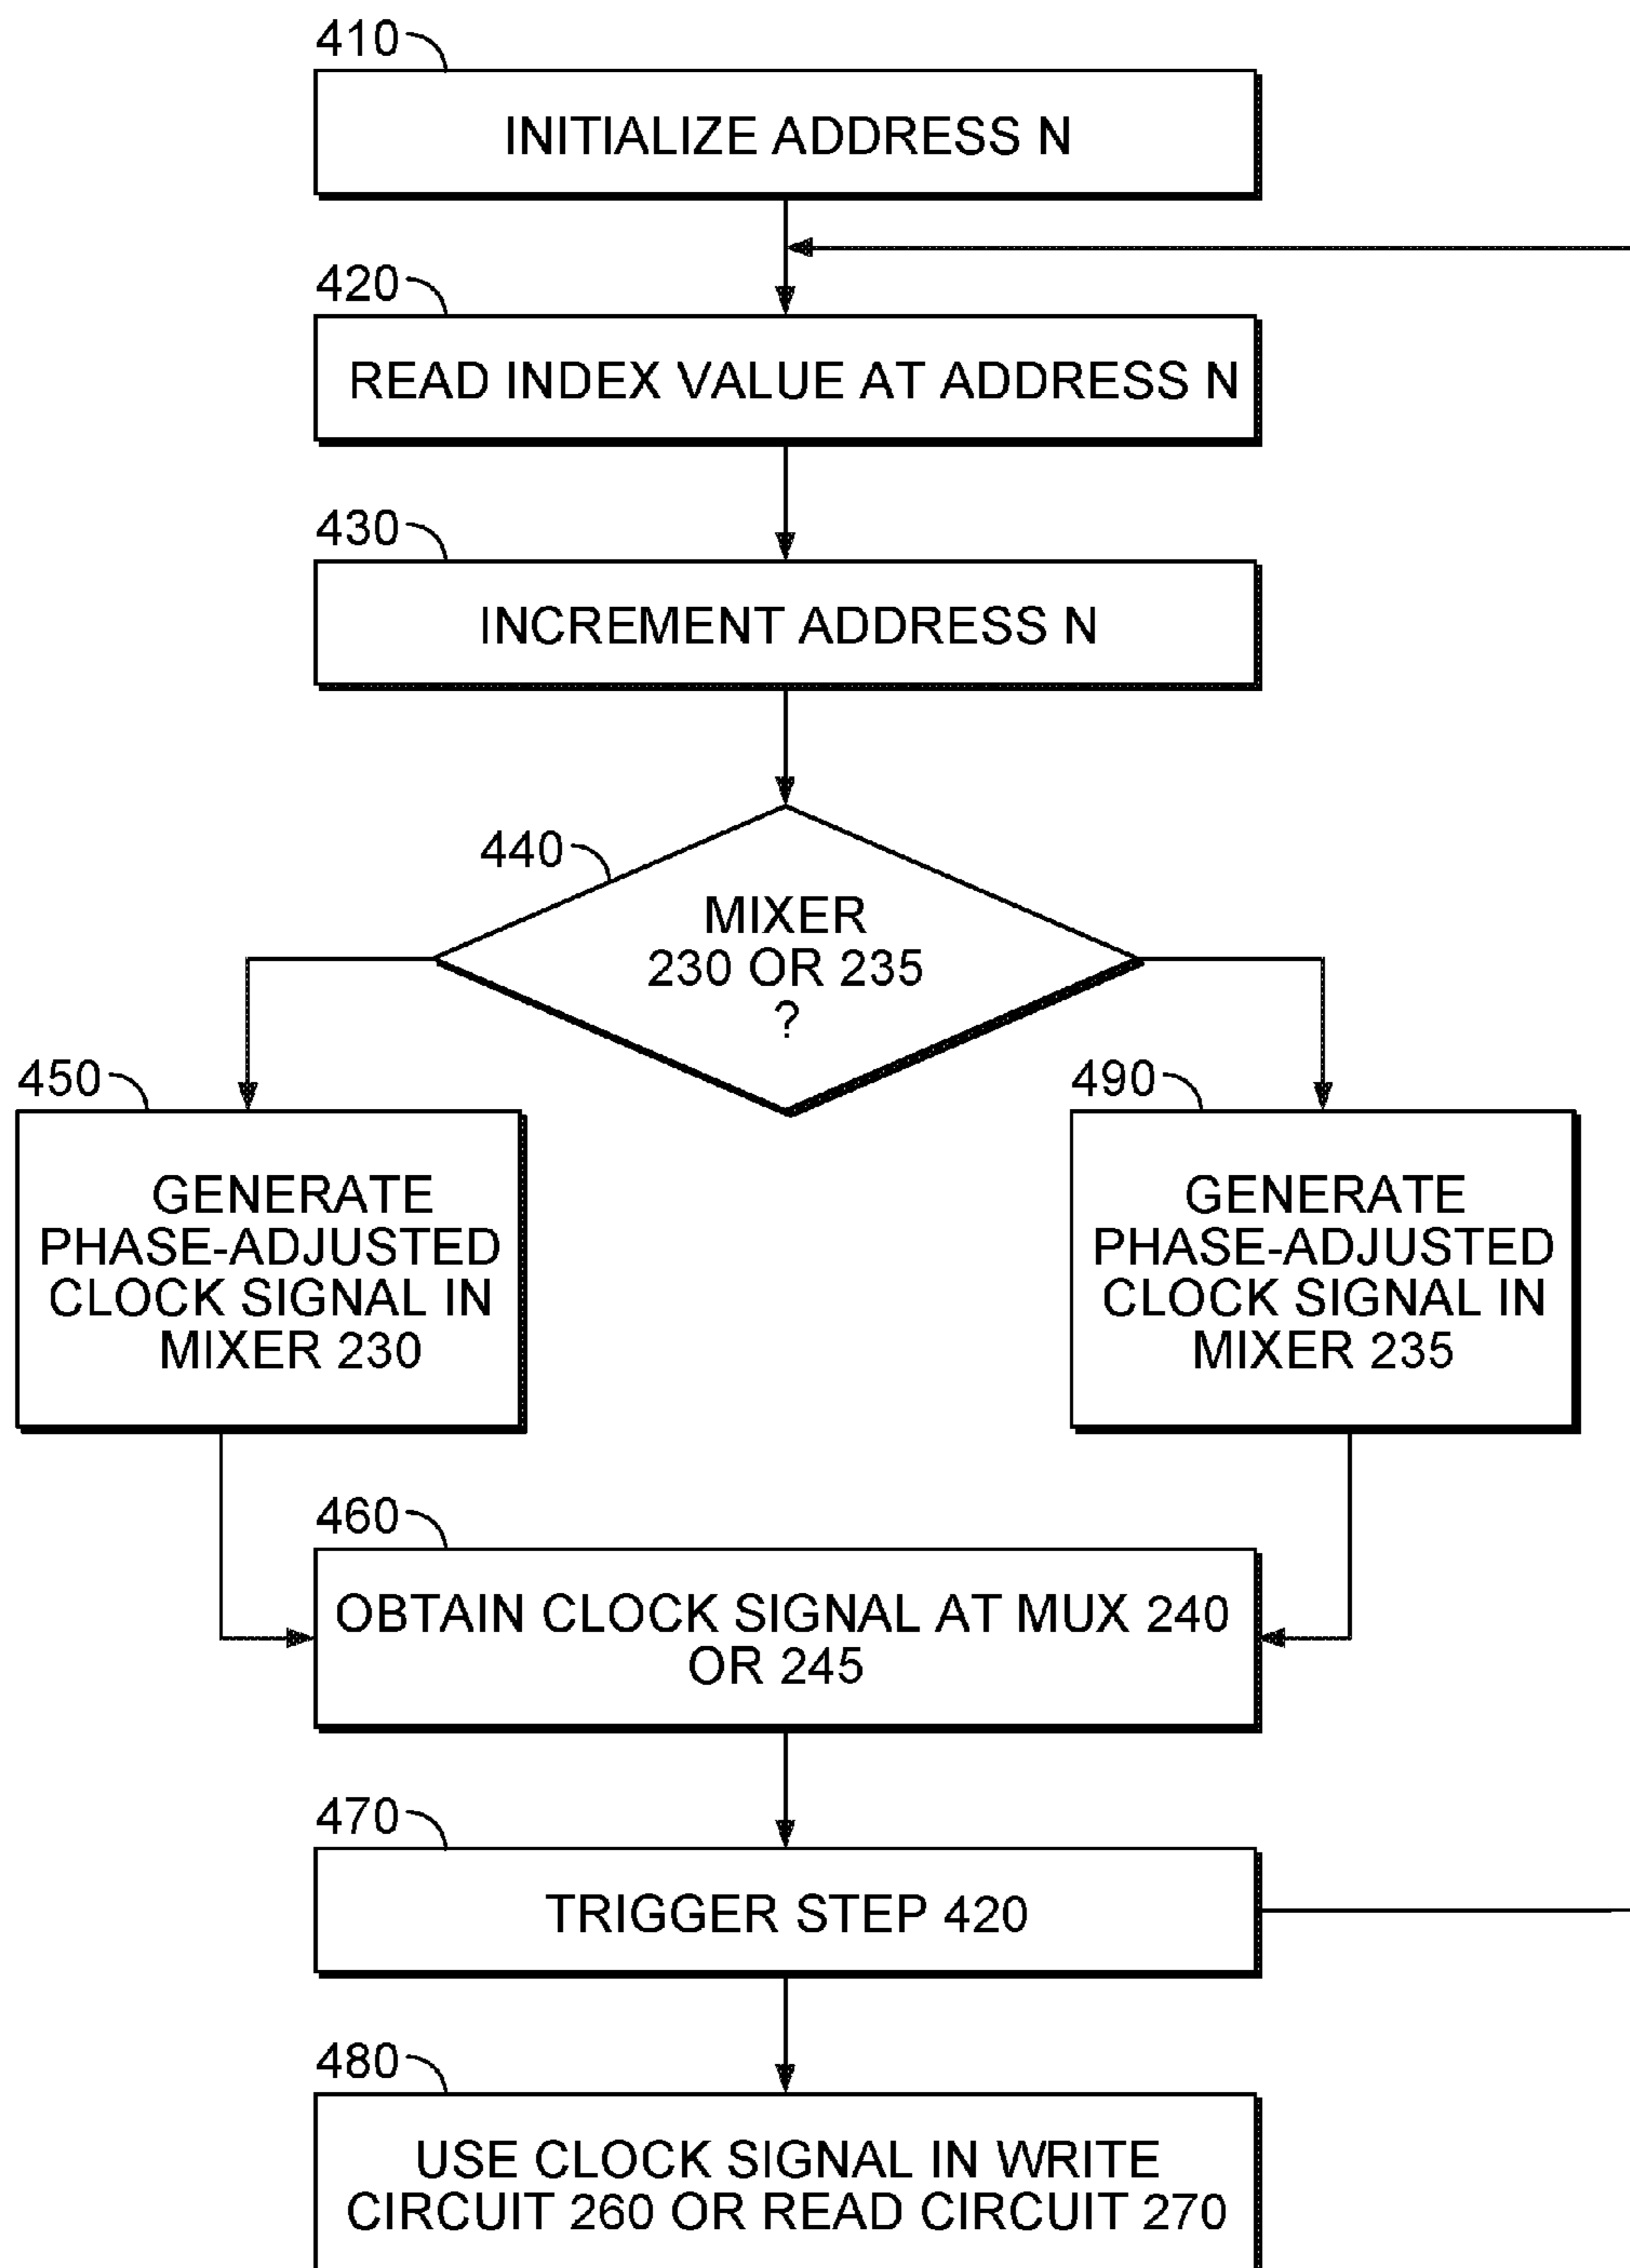 410
INITIALIZE ADDRESS N
420
READ INDEX VALUE AT ADDRESS N
430
INCREMENT ADDRESS N
440
MIXER
230 OR 235
?
450
GENERATE
PHASE-ADJUSTED
CLOCK SIGNAL IN
MIXER 230
490
GENERATE
PHASE-ADJUSTED
CLOCK SIGNAL IN
MIXER 235
460
OBTAIN CLOCK SIGNAL AT MUX 240
OR 245
470
TRIGGER STEP 420
480
USE CLOCK SIGNAL IN WRITE
CIRCUIT 260 OR READ CIRCUIT 270